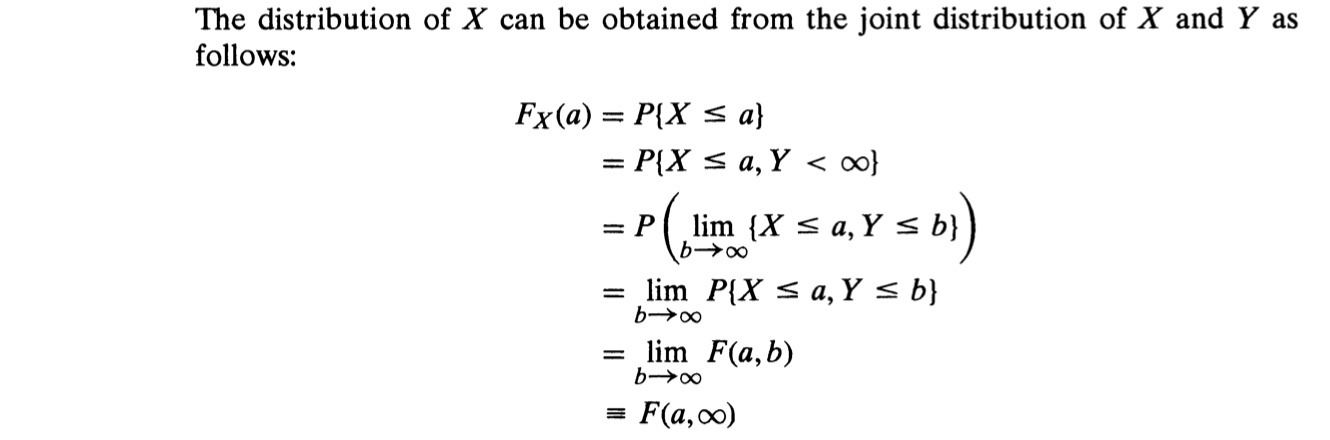 The distribution of X can be obtained from the joint distribution of X and Y as
follows:
F_X(a) = P{X ≤ a}
= P{X ≤ a, Y < ∞}
= P( lim_{b→∞} {X ≤ a, Y ≤ b} )
= lim_{b→∞} P{X ≤ a, Y ≤ b}
= lim_{b→∞} F(a, b)
≡ F(a, ∞)